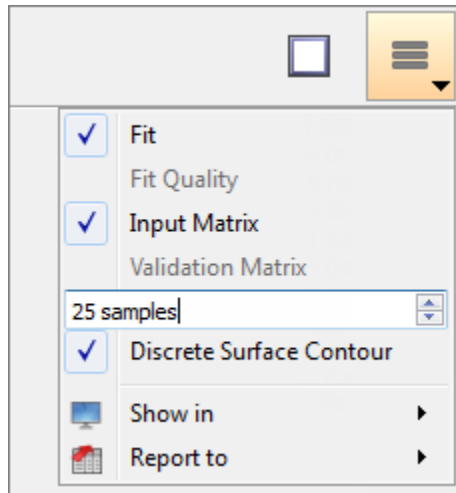 Fit
Fit Quality
Input Matrix
Validation Matrix
25 samples
Discrete Surface Contour
Show in
Report to